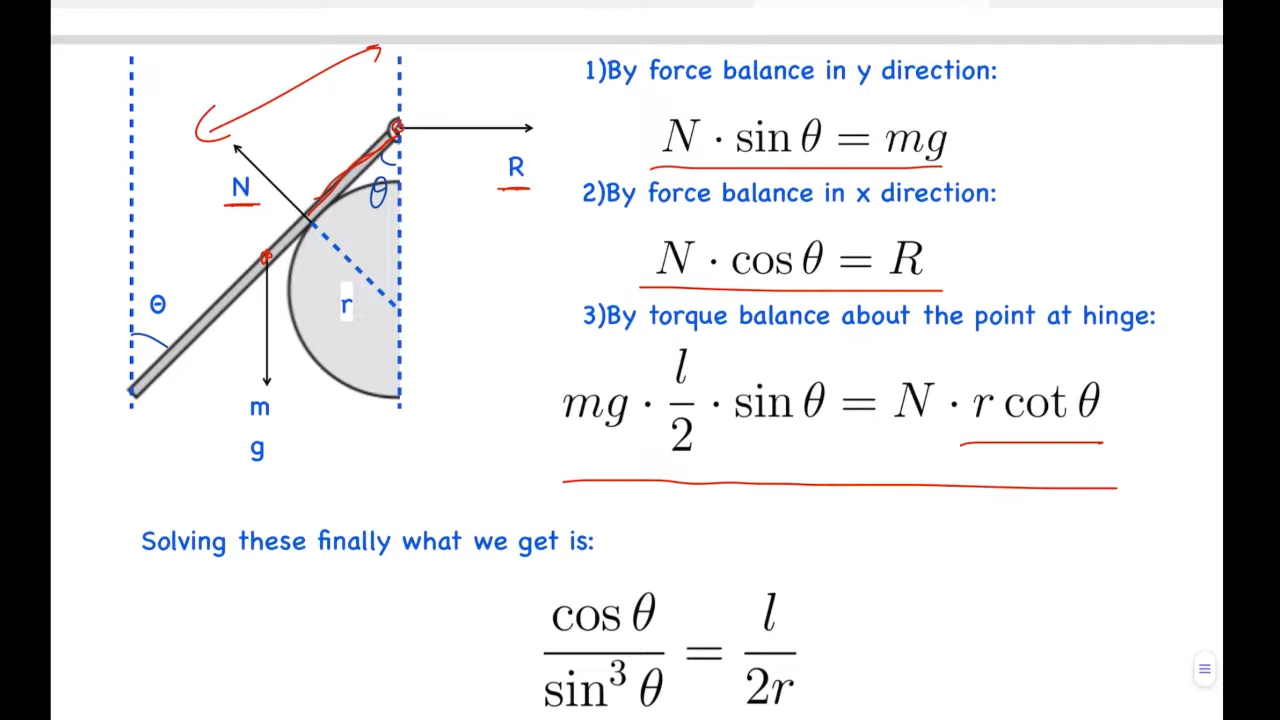 1)By force balance in y direction:
N · sin θ = mg
2)By force balance in x direction:
N · cos θ = R
3)By torque balance about the point at hinge:
mg · l/2 · sin θ = N · r cot θ
R
N
θ
Θ
r
m
g
Solving these finally what we get is:
cos θ / sin³ θ = l / 2r